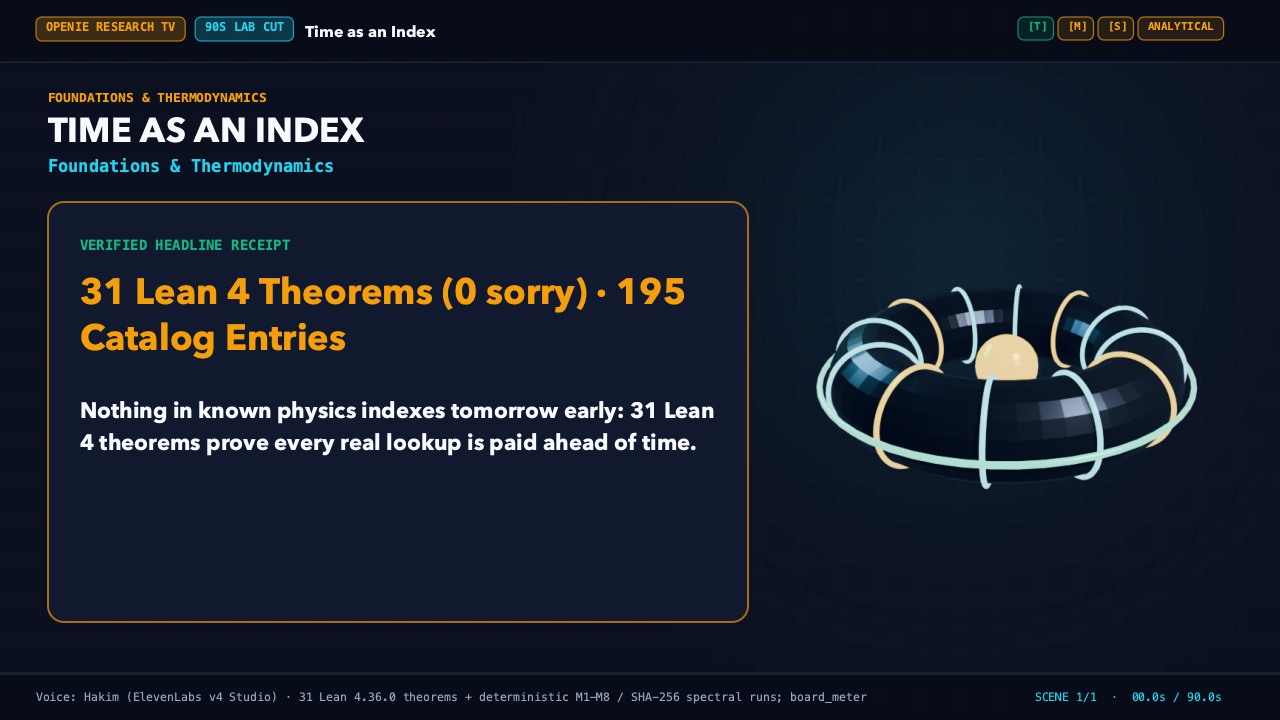 OPENIE RESEARCH TV
90S LAB CUT
Time as an Index
[T]
[M]
[S]
ANALYTICAL
FOUNDATIONS & THERMODYNAMICS
TIME AS AN INDEX
Foundations & Thermodynamics
VERIFIED HEADLINE RECEIPT
31 Lean 4 Theorems (0 sorry) · 195
Catalog Entries
Nothing in known physics indexes tomorrow early: 31 Lean
4 theorems prove every real lookup is paid ahead of time.
Voice: Hakim (ElevenLabs v4 Studio) · 31 Lean 4.36.0 theorems + deterministic M1–M8 / SHA-256 spectral runs; board_meter
SCENE 1/1 · 00.0s / 90.0s